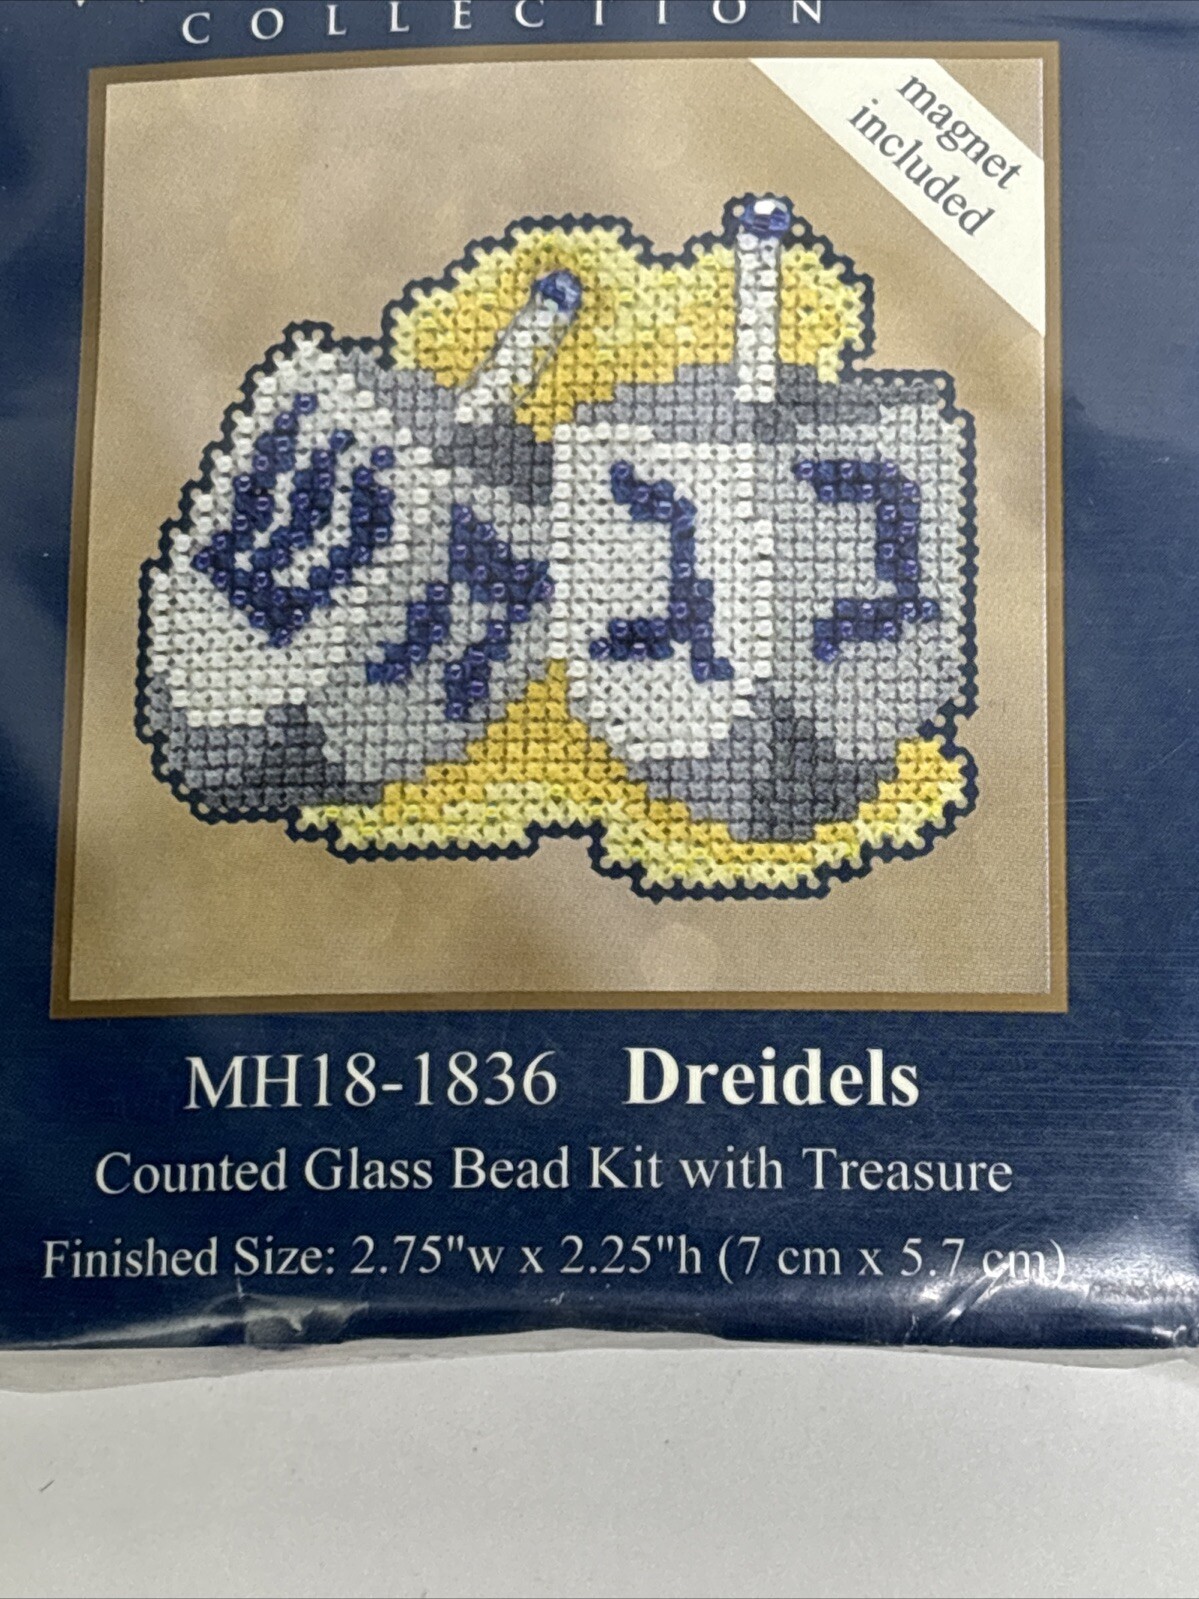 COLLECTION
magnet
included
ש
ה
נ
ב
MH18-1836 Dreidels
Counted Glass Bead Kit with Treasure
Finished Size: 2.75"w x 2.25"h (7 cm x 5.7 cm)